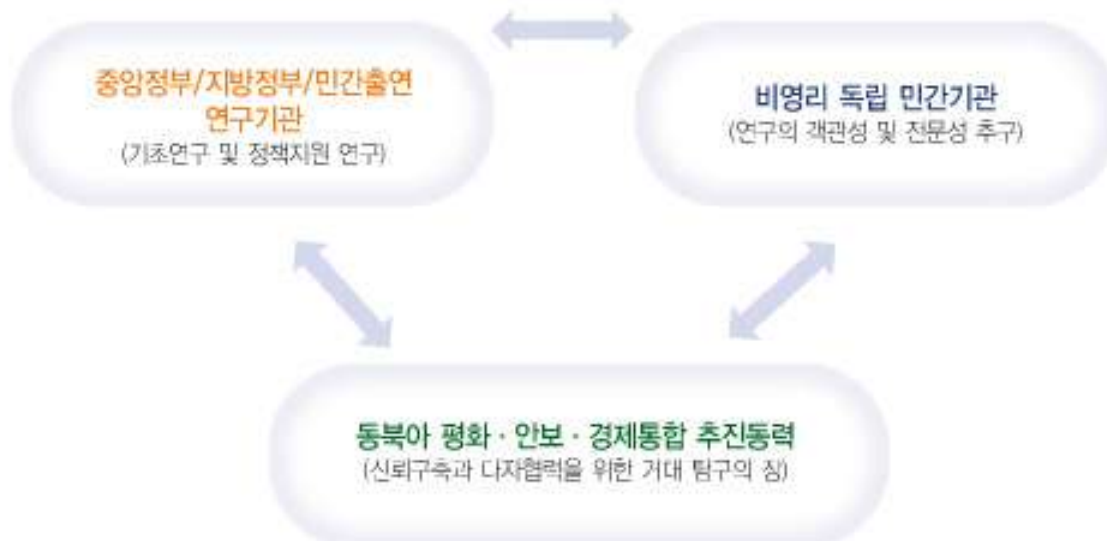 중앙정부/지방정부/민간출연
연구기관
(기초연구 및 정책지원 연구)
비영리 독립 민간기관
(연구의 객관성 및 전문성 추구)
동북아 평화 · 안보 · 경제통합 추진동력
(신뢰구축과 다자협력을 위한 거대 탐구의 장)